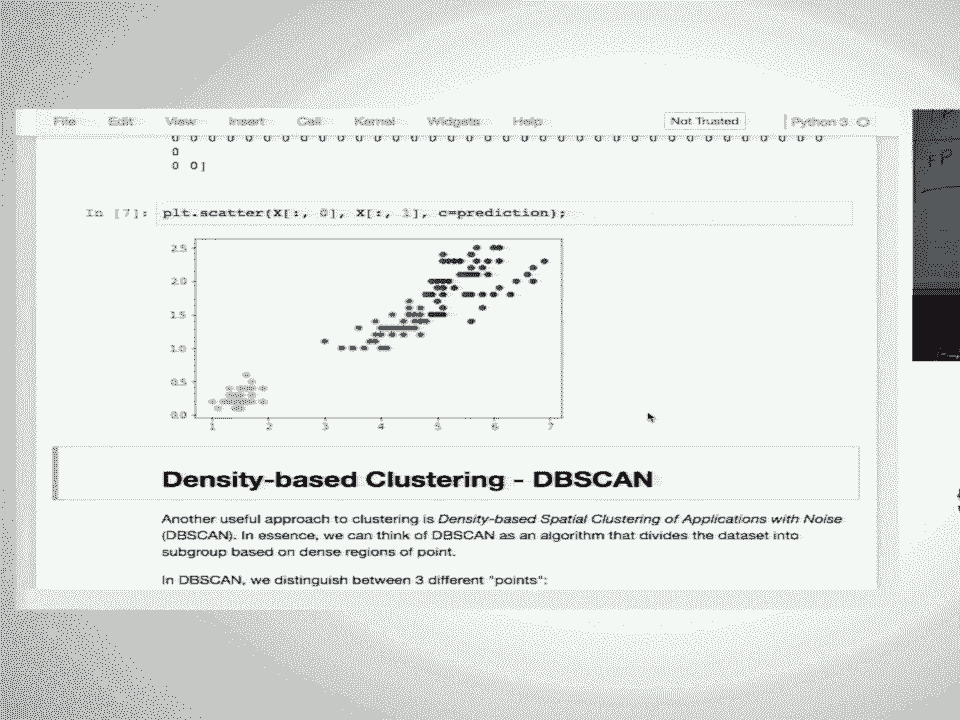 File Edit View Insert Cell Kernel Widgets Help Not Trusted Python 3
0 0 0 0 0 0 0 0 0 0 0 0 0 0 0 0 0 0 0 0 0 0 0 0 0 0 0 0 0 0 0 0 0 0 0 0 0
0
0 0]
In [7]: plt.scatter(X[:, 0], X[:, 1], c=prediction);
2.5
2.0
1.5
1.0
0.5
0.0
1 2 3 4 5 6 7
Density-based Clustering - DBSCAN
Another useful approach to clustering is Density-based Spatial Clustering of Applications with Noise
(DBSCAN). In essence, we can think of DBSCAN as an algorithm that divides the dataset into
subgroup based on dense regions of point.
In DBSCAN, we distinguish between 3 different "points":
FP